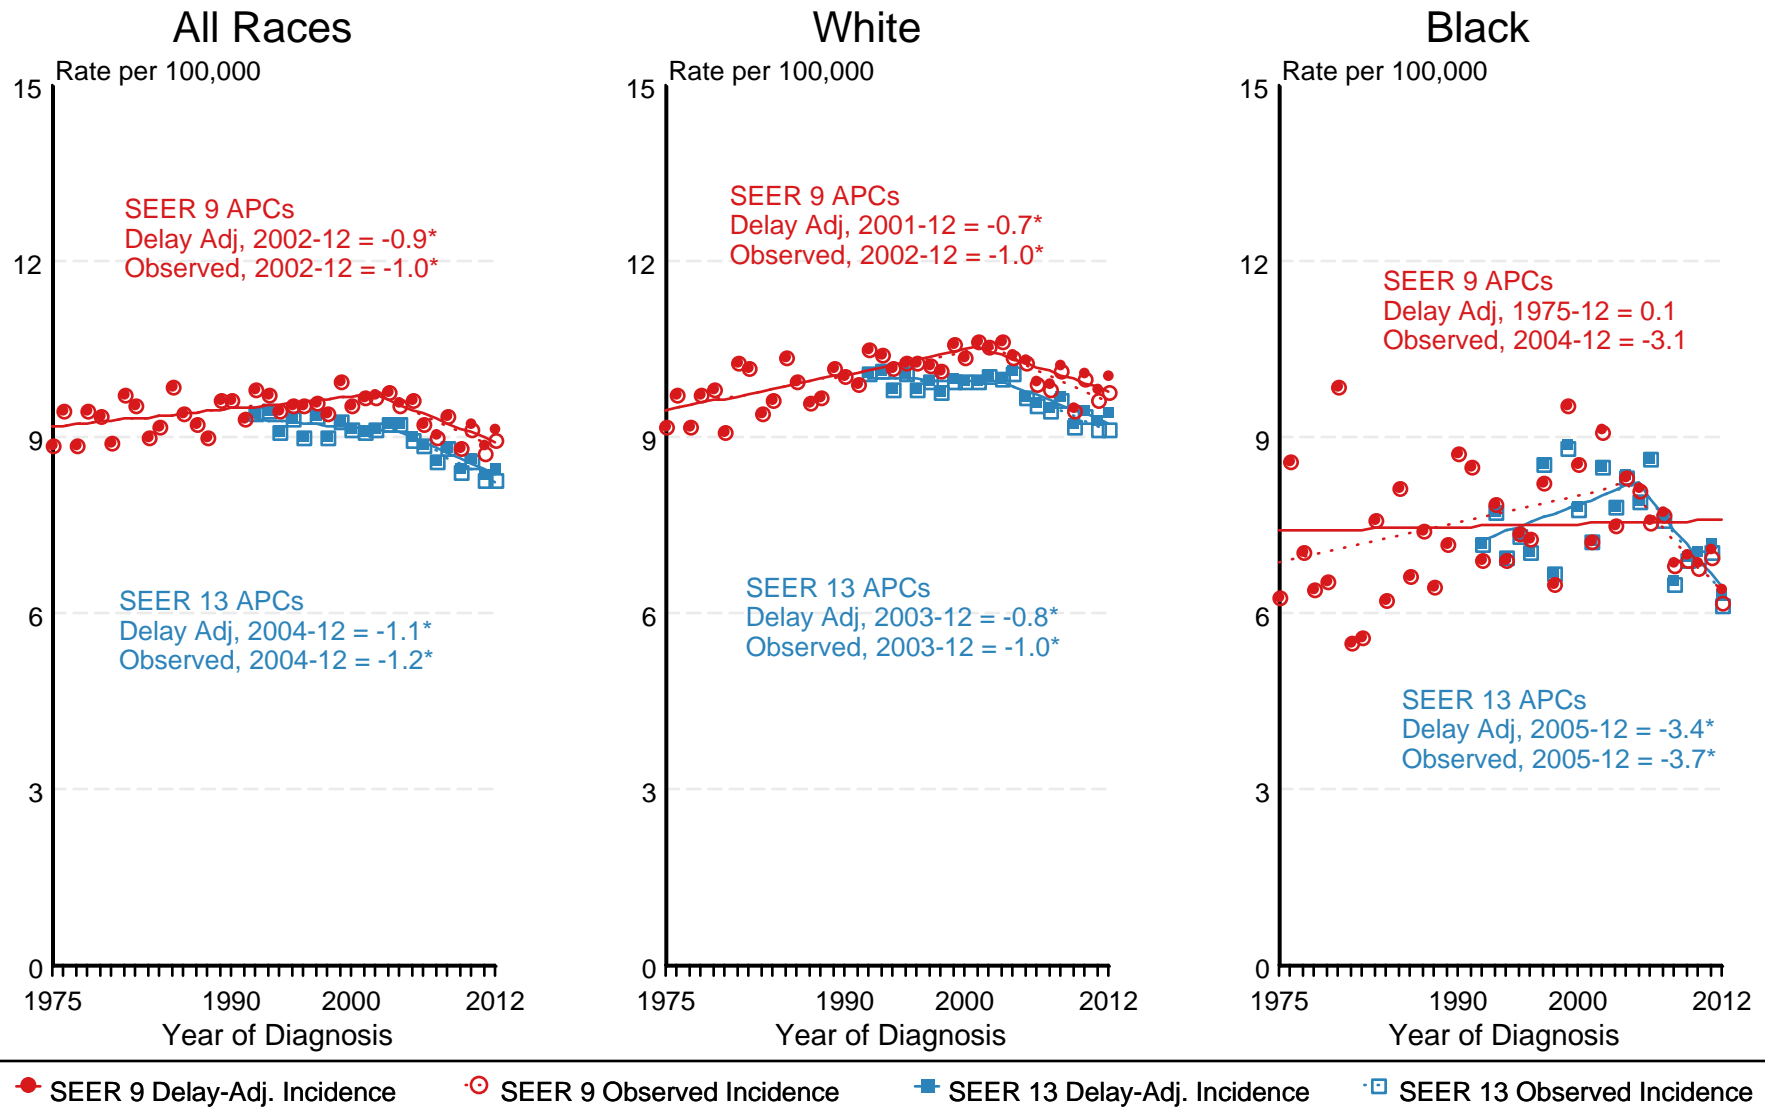 All Races
Rate per 100,000
15
12
9
6
3
0
SEER 9 APCs
Delay Adj, 2002-12 = -0.9*
Observed, 2002-12 = -1.0*
SEER 13 APCs
Delay Adj, 2004-12 = -1.1*
Observed, 2004-12 = -1.2*
1975 1990 2000 2012
Year of Diagnosis
White
Rate per 100,000
15
12
9
6
3
0
SEER 9 APCs
Delay Adj, 2001-12 = -0.7*
Observed, 2002-12 = -1.0*
SEER 13 APCs
Delay Adj, 2003-12 = -0.8*
Observed, 2003-12 = -1.0*
1975 1990 2000 2012
Year of Diagnosis
Black
Rate per 100,000
15
12
9
6
3
0
SEER 9 APCs
Delay Adj, 1975-12 = 0.1
Observed, 2004-12 = -3.1
SEER 13 APCs
Delay Adj, 2005-12 = -3.4*
Observed, 2005-12 = -3.7*
1975 1990 2000 2012
Year of Diagnosis
SEER 9 Delay-Adj. Incidence SEER 9 Observed Incidence SEER 13 Delay-Adj. Incidence SEER 13 Observed Incidence